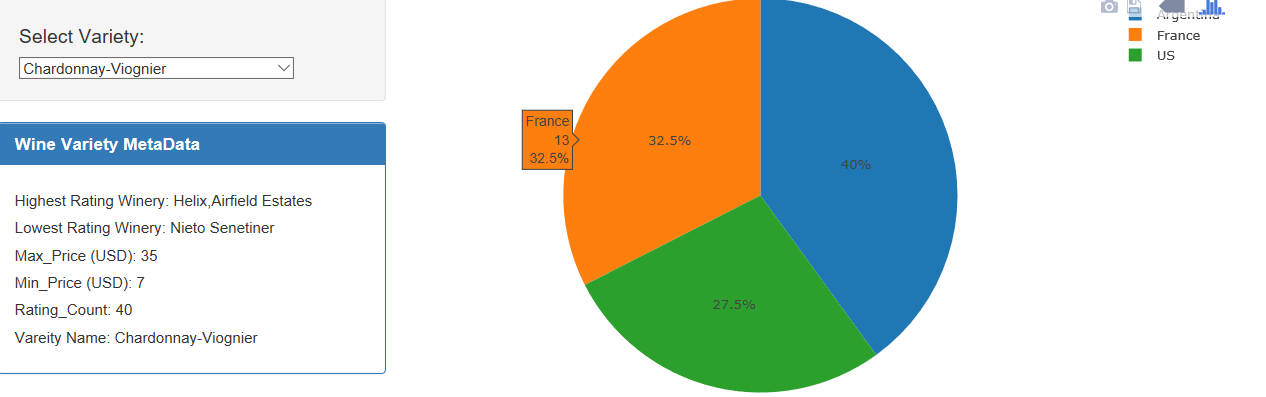 Select Variety:
Chardonnay-Viognier
Wine Variety MetaData
Highest Rating Winery: Helix,Airfield Estates
Lowest Rating Winery: Nieto Senetiner
Max_Price (USD): 35
Min_Price (USD): 7
Rating_Count: 40
Vareity Name: Chardonnay-Viognier
France
13
32.5%
32.5%
40%
27.5%
Argentina
France
US